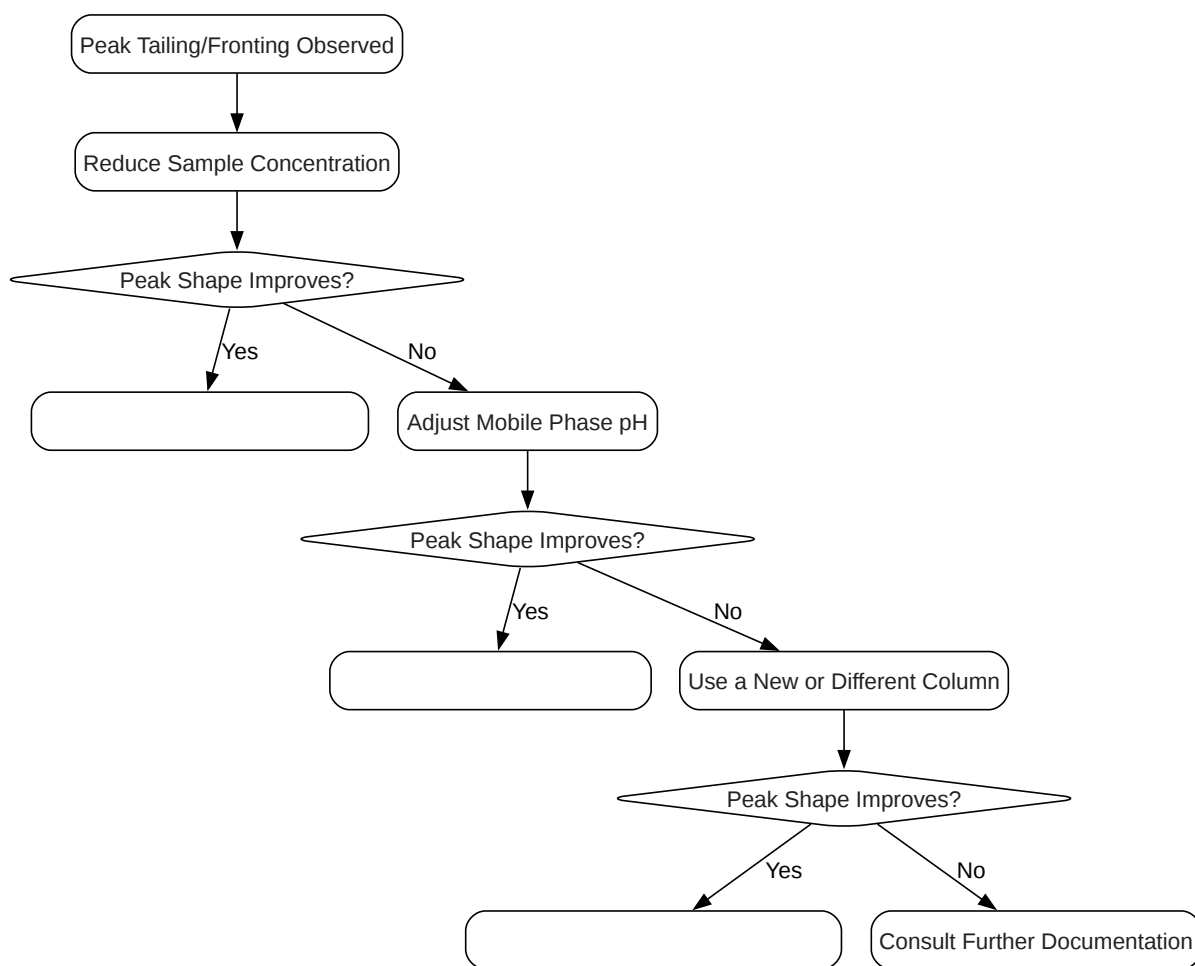 Peak Tailing/Fronting Observed
Reduce Sample Concentration
Peak Shape Improves?
Yes
No
Adjust Mobile Phase pH
Peak Shape Improves?
Yes
No
Use a New or Different Column
Peak Shape Improves?
Yes
No
Consult Further Documentation